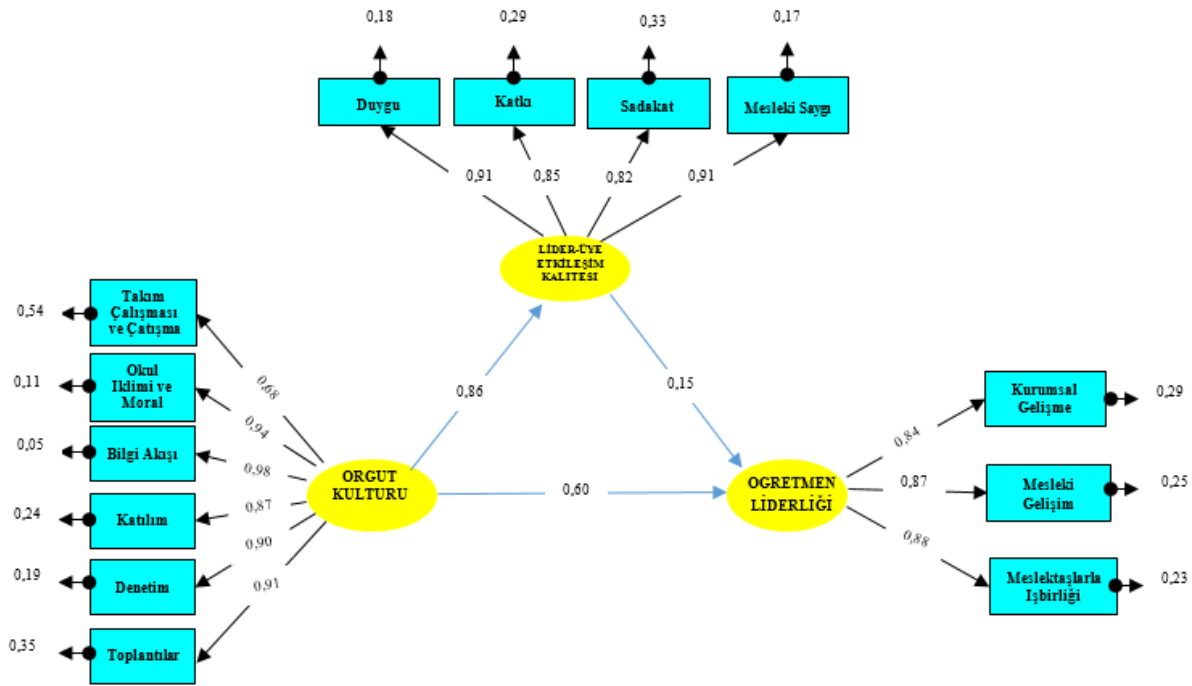 0,18
0,29
0,33
0,17
Duygu
Katkı
Sadakat
Mesleki Saygı
0,91
0,85
0,82
0,91
LİDER-ÜYE
ETKİLEŞİM
KALITESI
0,54
Takım
Çalışması
ve Çatışma
0,11
Okul
Iklimi ve
Moral
0,05
Bilgi Akışı
0,24
Katılım
0,19
Denetim
0,35
Toplantılar
0,68
0,94
0,98
0,87
0,90
0,91
ORGUT
KULTURU
0,86
0,15
0,60
OGRETMEN
LİDERLİĞİ
0,84
0,87
0,88
Kurumsal
Gelişme
0,29
Mesleki
Gelişim
0,25
Meslektaşlarla
Işbirliği
0,23